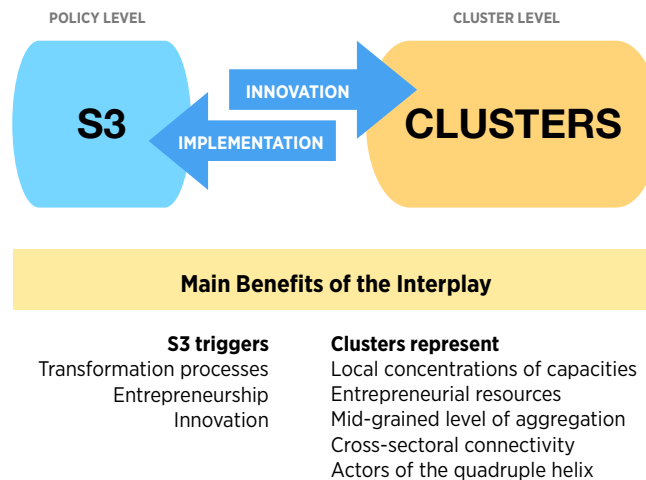 POLICY LEVEL
CLUSTER LEVEL
S3
INNOVATION
IMPLEMENTATION
CLUSTERS
Main Benefits of the Interplay
S3 triggers
Transformation processes
Entrepreneurship
Innovation
Clusters represent
Local concentrations of capacities
Entrepreneurial resources
Mid-grained level of aggregation
Cross-sectoral connectivity
Actors of the quadruple helix